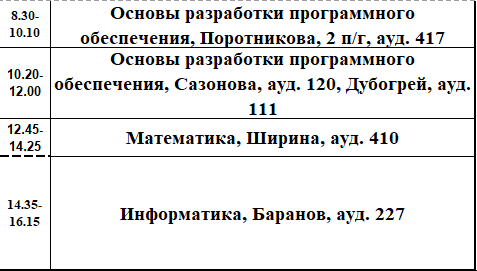 8.30-
10.10
Основы разработки программного
обеспечения, Поротникова, 2 п/г, ауд. 417
10.20-
12.00
Основы разработки программного
обеспечения, Сазонова, ауд. 120, Дубогрей, ауд.
111
12.45-
14.25
Математика, Ширина, ауд. 410
14.35-
16.15
Информатика, Баранов, ауд. 227